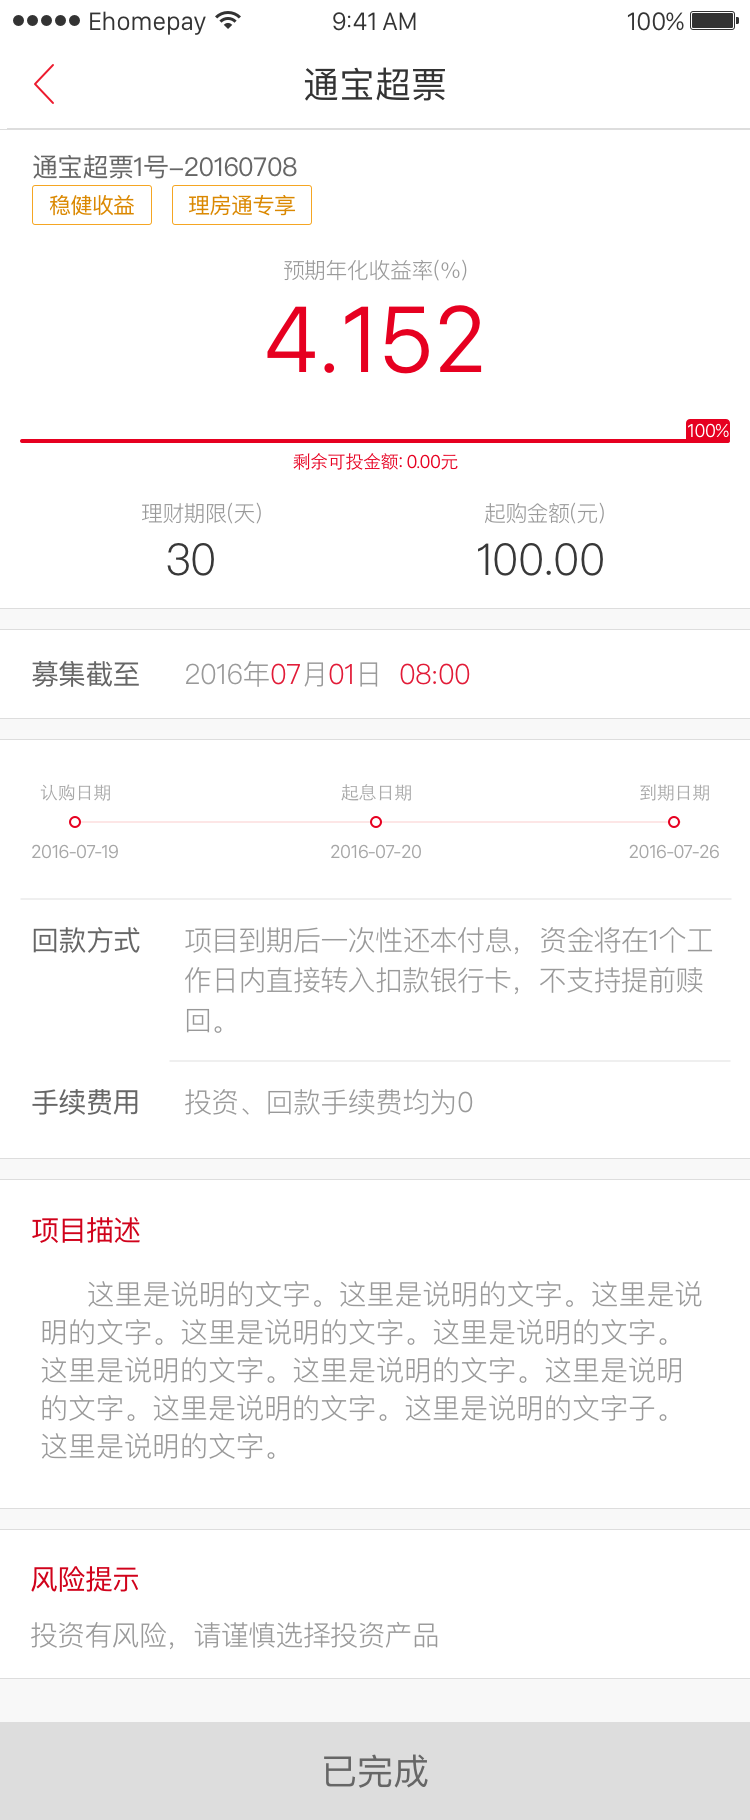 ●●●●● Ehomepay 9:41 AM 100%
通宝超票
通宝超票1号-20160708
稳健收益 理房通专享
预期年化收益率(%)
4.152
100%
剩余可投金额: 0.00元
理财期限(天) 起购金额(元)
30 100.00
募集截至 2016年07月01日 08:00
认购日期 起息日期 到期日期
2016-07-19 2016-07-20 2016-07-26
回款方式 项目到期后一次性还本付息，资金将在1个工
作日内直接转入扣款银行卡，不支持提前赎
回。
手续费用 投资、回款手续费均为0
项目描述
这里是说明的文字。这里是说明的文字。这里是说
明的文字。这里是说明的文字。这里是说明的文字。
这里是说明的文字。这里是说明的文字。这里是说明
的文字。这里是说明的文字。这里是说明的文字子。
这里是说明的文字。
风险提示
投资有风险，请谨慎选择投资产品
已完成